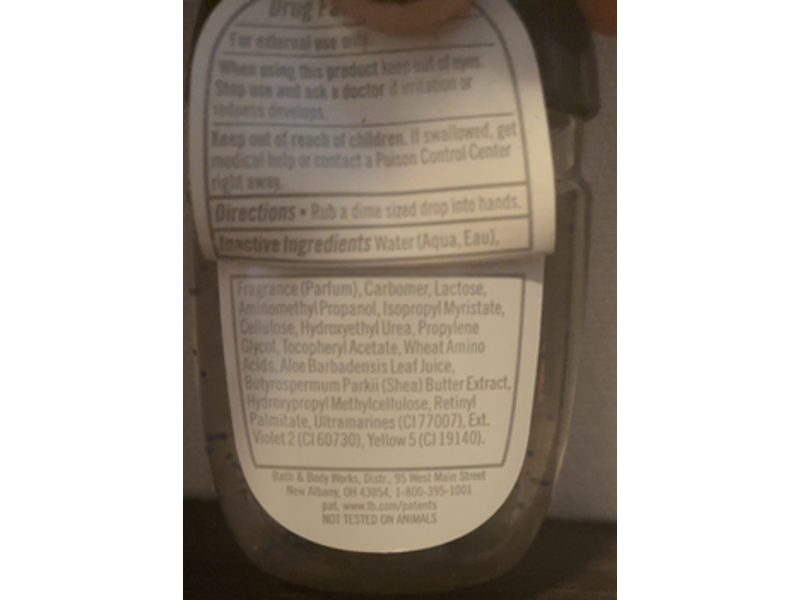 Drug
For external use only
When using this product keep out of eyes.
Stop use and ask a doctor if irritation or
redness develops.
Keep out of reach of children. If swallowed, get
medical help or contact a Poison Control Center
right away.
Directions • Rub a dime sized drop into hands.
Inactive Ingredients Water (Aqua, Eau),
Fragrance (Parfum), Carbomer, Lactose,
Aminomethyl Propanol, Isopropyl Myristate,
Cellulose, Hydroxyethyl Urea, Propylene
Glycol, Tocopheryl Acetate, Wheat Amino
Acids, Aloe Barbadensis Leaf Juice,
Butyrospermum Parkii (Shea) Butter Extract,
Hydroxypropyl Methylcellulose, Retinyl
Palmitate, Ultramarines (CI 77007), Ext.
Violet 2 (CI 60730), Yellow 5 (CI 19140).
Bath & Body Works, Distr., 95 West Main Street
New Albany, OH 43054, 1-800-395-1001
pat. www.lb.com/patents
NOT TESTED ON ANIMALS